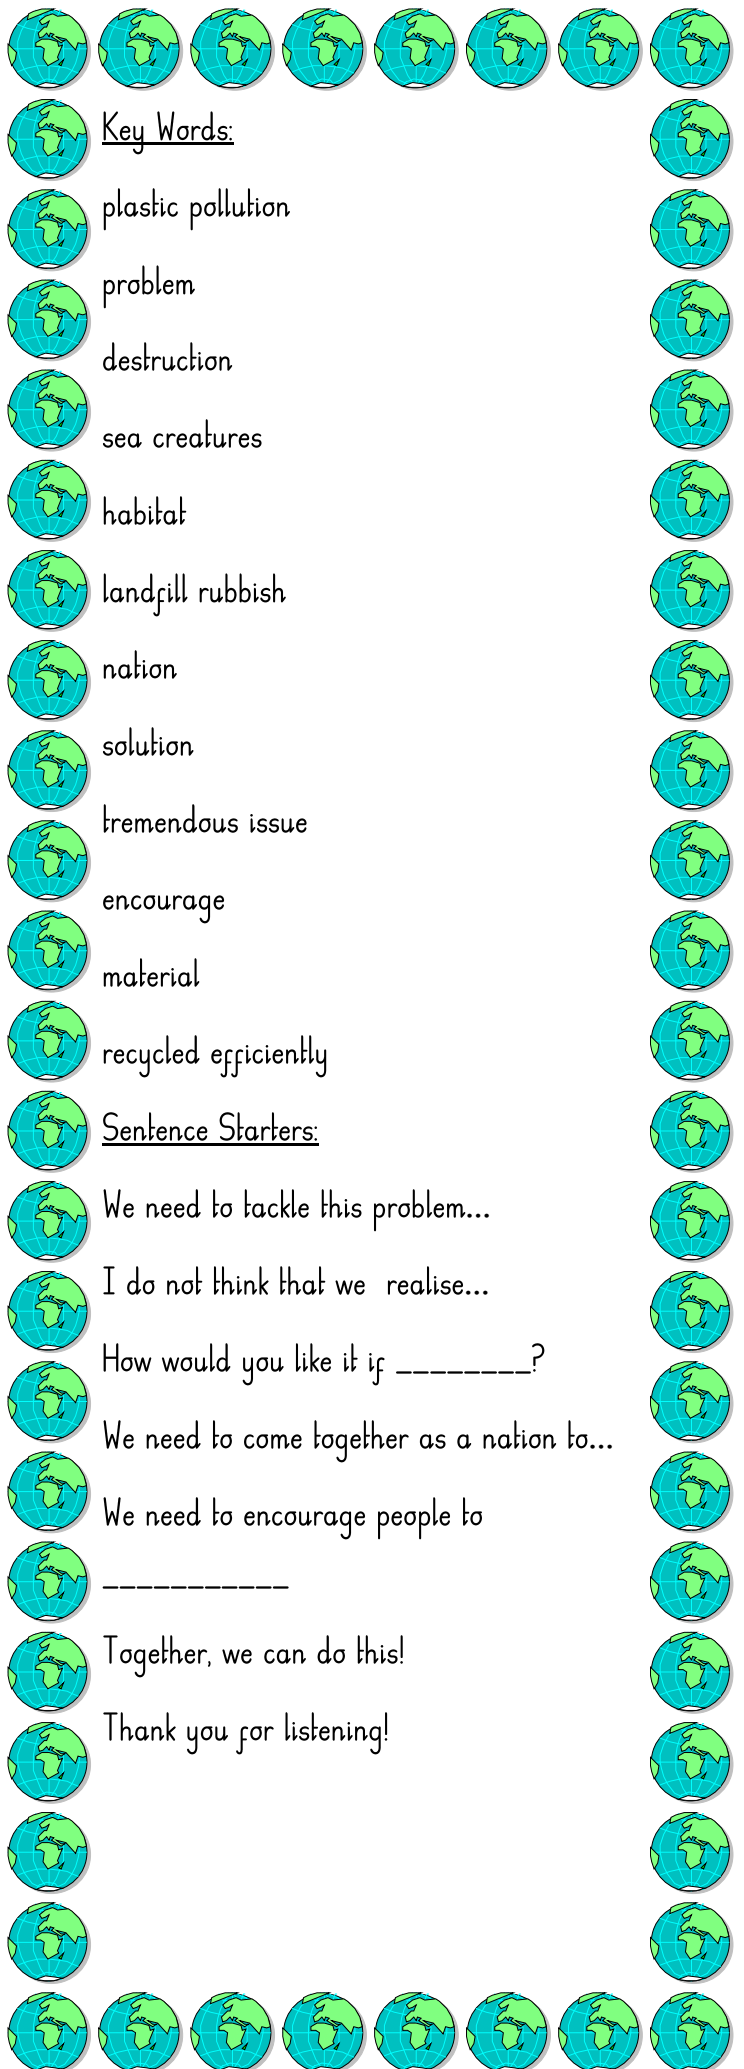 Key Words:
plastic pollution
problem
destruction
sea creatures
habitat
landfill rubbish
nation
solution
tremendous issue
encourage
material
recycled efficiently
Sentence Starters:
We need to tackle this problem...
I do not think that we  realise...
How would you like it if ________?
We need to come together as a nation to...
We need to encourage people to
___________
Together, we can do this!
Thank you for listening!